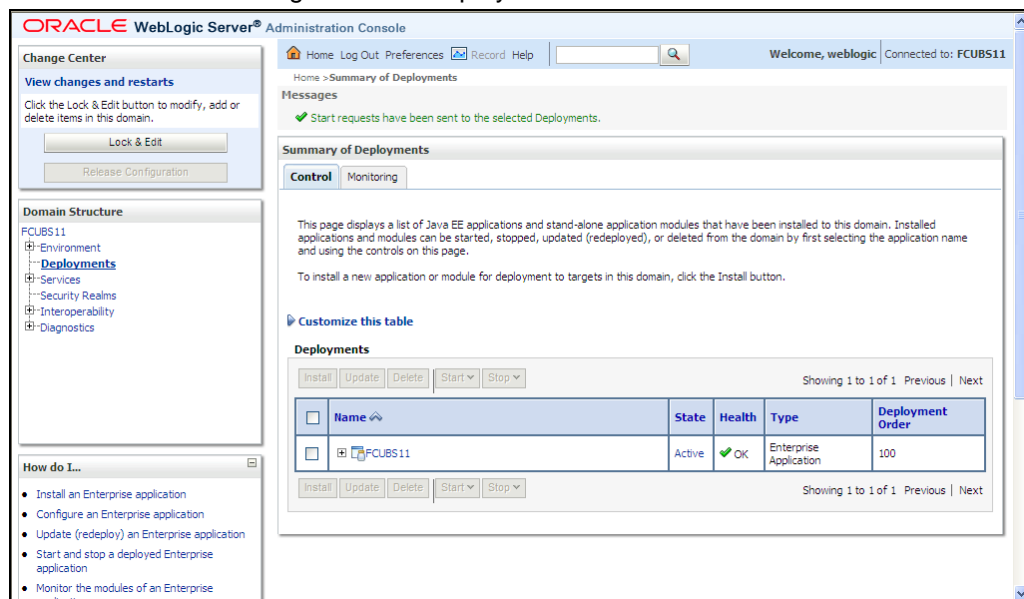 ORACLE WebLogic Server® Administration Console
Change Center
View changes and restarts
Click the Lock & Edit button to modify, add or
delete items in this domain.
Lock & Edit
Release Configuration
Domain Structure
FCUBS11
Environment
Deployments
Services
Security Realms
Interoperability
Diagnostics
How do I...
Install an Enterprise application
Configure an Enterprise application
Update (redeploy) an Enterprise application
Start and stop a deployed Enterprise
application
Monitor the modules of an Enterprise
Home Log Out Preferences Record Help
Welcome, weblogic Connected to: FCUBS11
Home >Summary of Deployments
Messages
Start requests have been sent to the selected Deployments.
Summary of Deployments
Control Monitoring
This page displays a list of Java EE applications and stand-alone application modules that have been installed to this domain. Installed
applications and modules can be started, stopped, updated (redeployed), or deleted from the domain by first selecting the application name
and using the controls on this page.
To install a new application or module for deployment to targets in this domain, click the Install button.
Customize this table
Deployments
Install Update Delete Start Stop
Showing 1 to 1 of 1 Previous | Next
Name State Health Type Deployment
Order
FCUBS11 Active OK Enterprise
Application 100
Install Update Delete Start Stop
Showing 1 to 1 of 1 Previous | Next